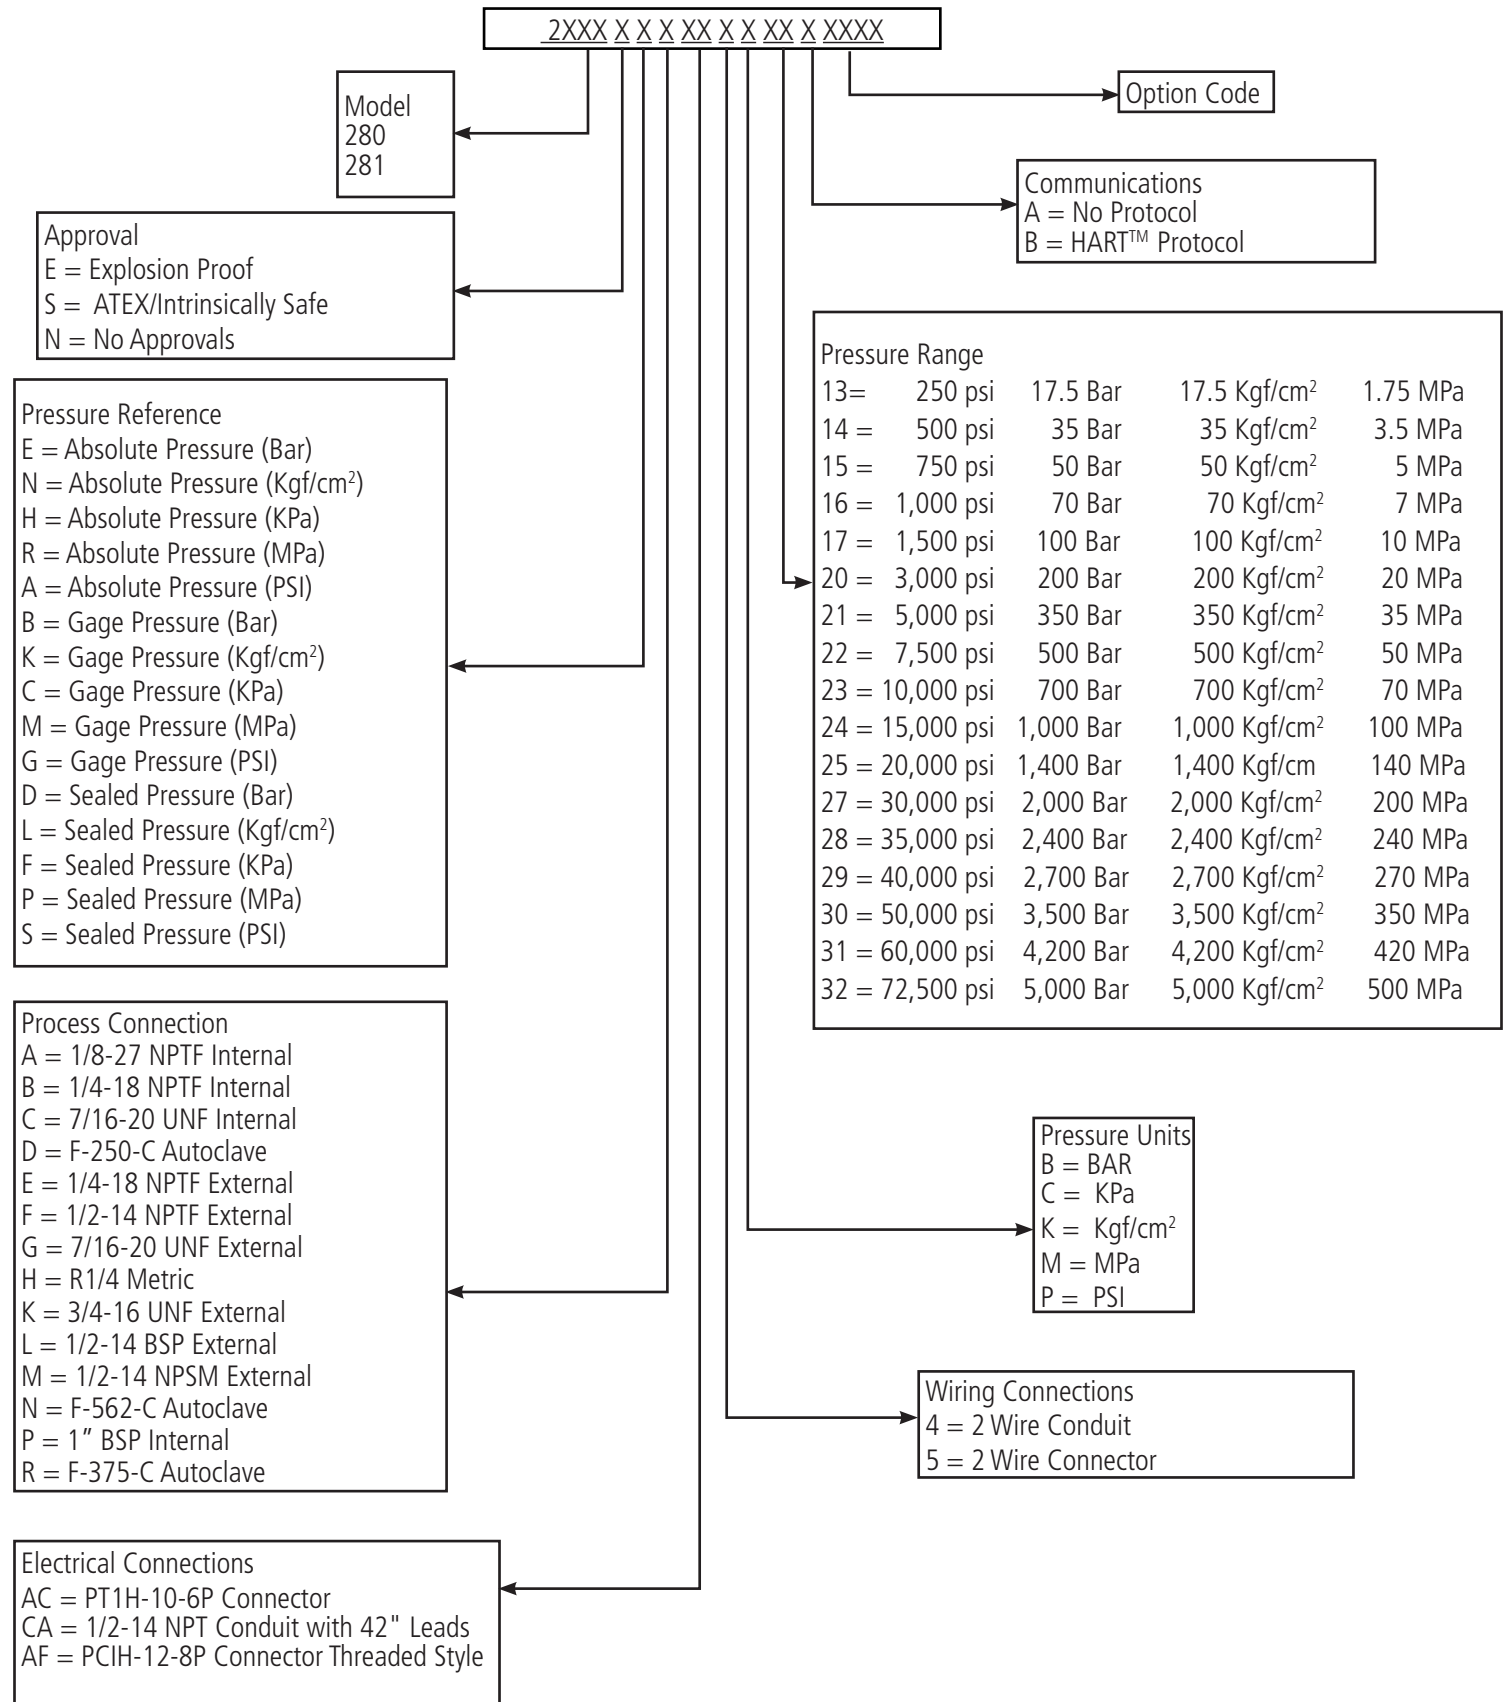 2XXX X X X XX X X XX X XXXX
Model
280
281
Option Code
Communications
A = No Protocol
B = HART™ Protocol
Approval
E = Explosion Proof
S = ATEX/Intrinsically Safe
N = No Approvals
Pressure Reference
E = Absolute Pressure (Bar)
N = Absolute Pressure (Kgf/cm²)
H = Absolute Pressure (KPa)
R = Absolute Pressure (MPa)
A = Absolute Pressure (PSI)
B = Gage Pressure (Bar)
K = Gage Pressure (Kgf/cm²)
C = Gage Pressure (KPa)
M = Gage Pressure (MPa)
G = Gage Pressure (PSI)
D = Sealed Pressure (Bar)
L = Sealed Pressure (Kgf/cm²)
F = Sealed Pressure (KPa)
P = Sealed Pressure (MPa)
S = Sealed Pressure (PSI)
Pressure Range
13= 250 psi 17.5 Bar 17.5 Kgf/cm² 1.75 MPa
14 = 500 psi 35 Bar 35 Kgf/cm² 3.5 MPa
15 = 750 psi 50 Bar 50 Kgf/cm² 5 MPa
16 = 1,000 psi 70 Bar 70 Kgf/cm² 7 MPa
17 = 1,500 psi 100 Bar 100 Kgf/cm² 10 MPa
20 = 3,000 psi 200 Bar 200 Kgf/cm² 20 MPa
21 = 5,000 psi 350 Bar 350 Kgf/cm² 35 MPa
22 = 7,500 psi 500 Bar 500 Kgf/cm² 50 MPa
23 = 10,000 psi 700 Bar 700 Kgf/cm² 70 MPa
24 = 15,000 psi 1,000 Bar 1,000 Kgf/cm² 100 MPa
25 = 20,000 psi 1,400 Bar 1,400 Kgf/cm 140 MPa
27 = 30,000 psi 2,000 Bar 2,000 Kgf/cm² 200 MPa
28 = 35,000 psi 2,400 Bar 2,400 Kgf/cm² 240 MPa
29 = 40,000 psi 2,700 Bar 2,700 Kgf/cm² 270 MPa
30 = 50,000 psi 3,500 Bar 3,500 Kgf/cm² 350 MPa
31 = 60,000 psi 4,200 Bar 4,200 Kgf/cm² 420 MPa
32 = 72,500 psi 5,000 Bar 5,000 Kgf/cm² 500 MPa
Process Connection
A = 1/8-27 NPTF Internal
B = 1/4-18 NPTF Internal
C = 7/16-20 UNF Internal
D = F-250-C Autoclave
E = 1/4-18 NPTF External
F = 1/2-14 NPTF External
G = 7/16-20 UNF External
H = R1/4 Metric
K = 3/4-16 UNF External
L = 1/2-14 BSP External
M = 1/2-14 NPSM External
N = F-562-C Autoclave
P = 1″ BSP Internal
R = F-375-C Autoclave
Pressure Units
B = BAR
C = KPa
K = Kgf/cm²
M = MPa
P = PSI
Wiring Connections
4 = 2 Wire Conduit
5 = 2 Wire Connector
Electrical Connections
AC = PT1H-10-6P Connector
CA = 1/2-14 NPT Conduit with 42" Leads
AF = PCIH-12-8P Connector Threaded Style